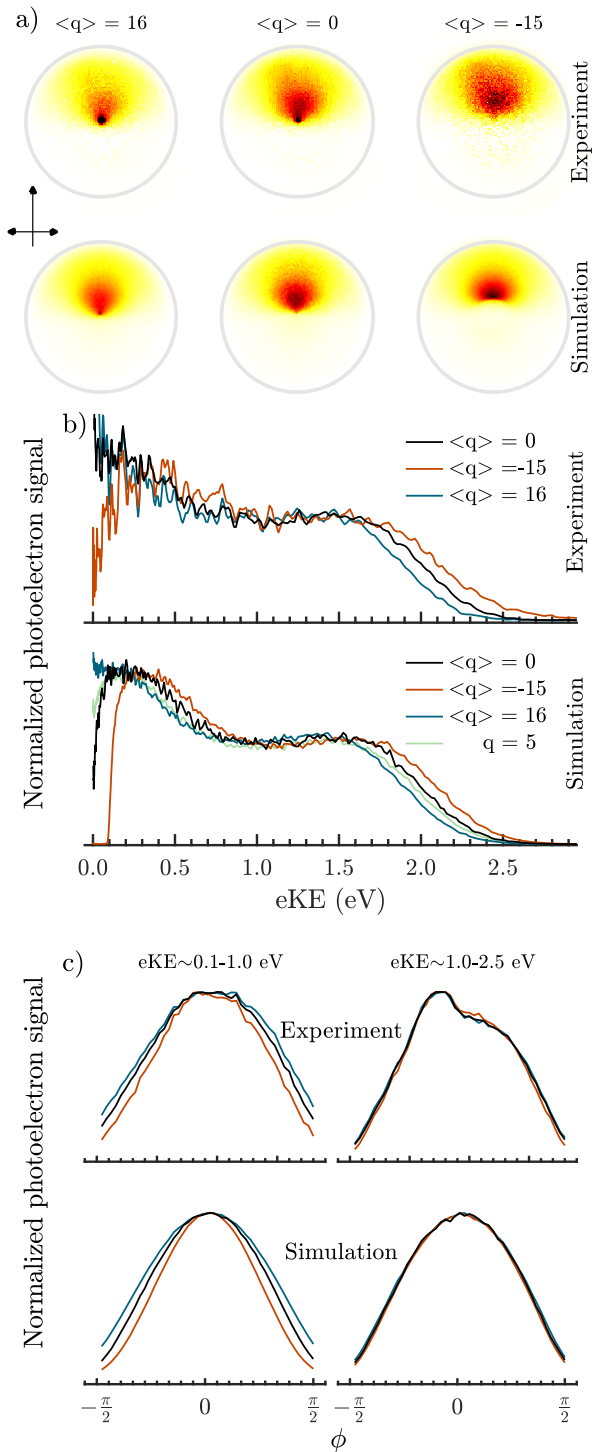 a)
<q> = 16
<q> = 0
<q> = -15
Experiment
Simulation
b)
Normalized photoelectron signal
<q> = 0
<q> =-15
<q> = 16
Experiment
<q> = 0
<q> =-15
<q> = 16
q = 5
Simulation
0.0 0.5 1.0 1.5 2.0 2.5
eKE (eV)
c)
Normalized photoelectron signal
eKE~0.1-1.0 eV
eKE~1.0-2.5 eV
Experiment
Simulation
−π/2 0 π/2 −π/2 0 π/2
ϕ